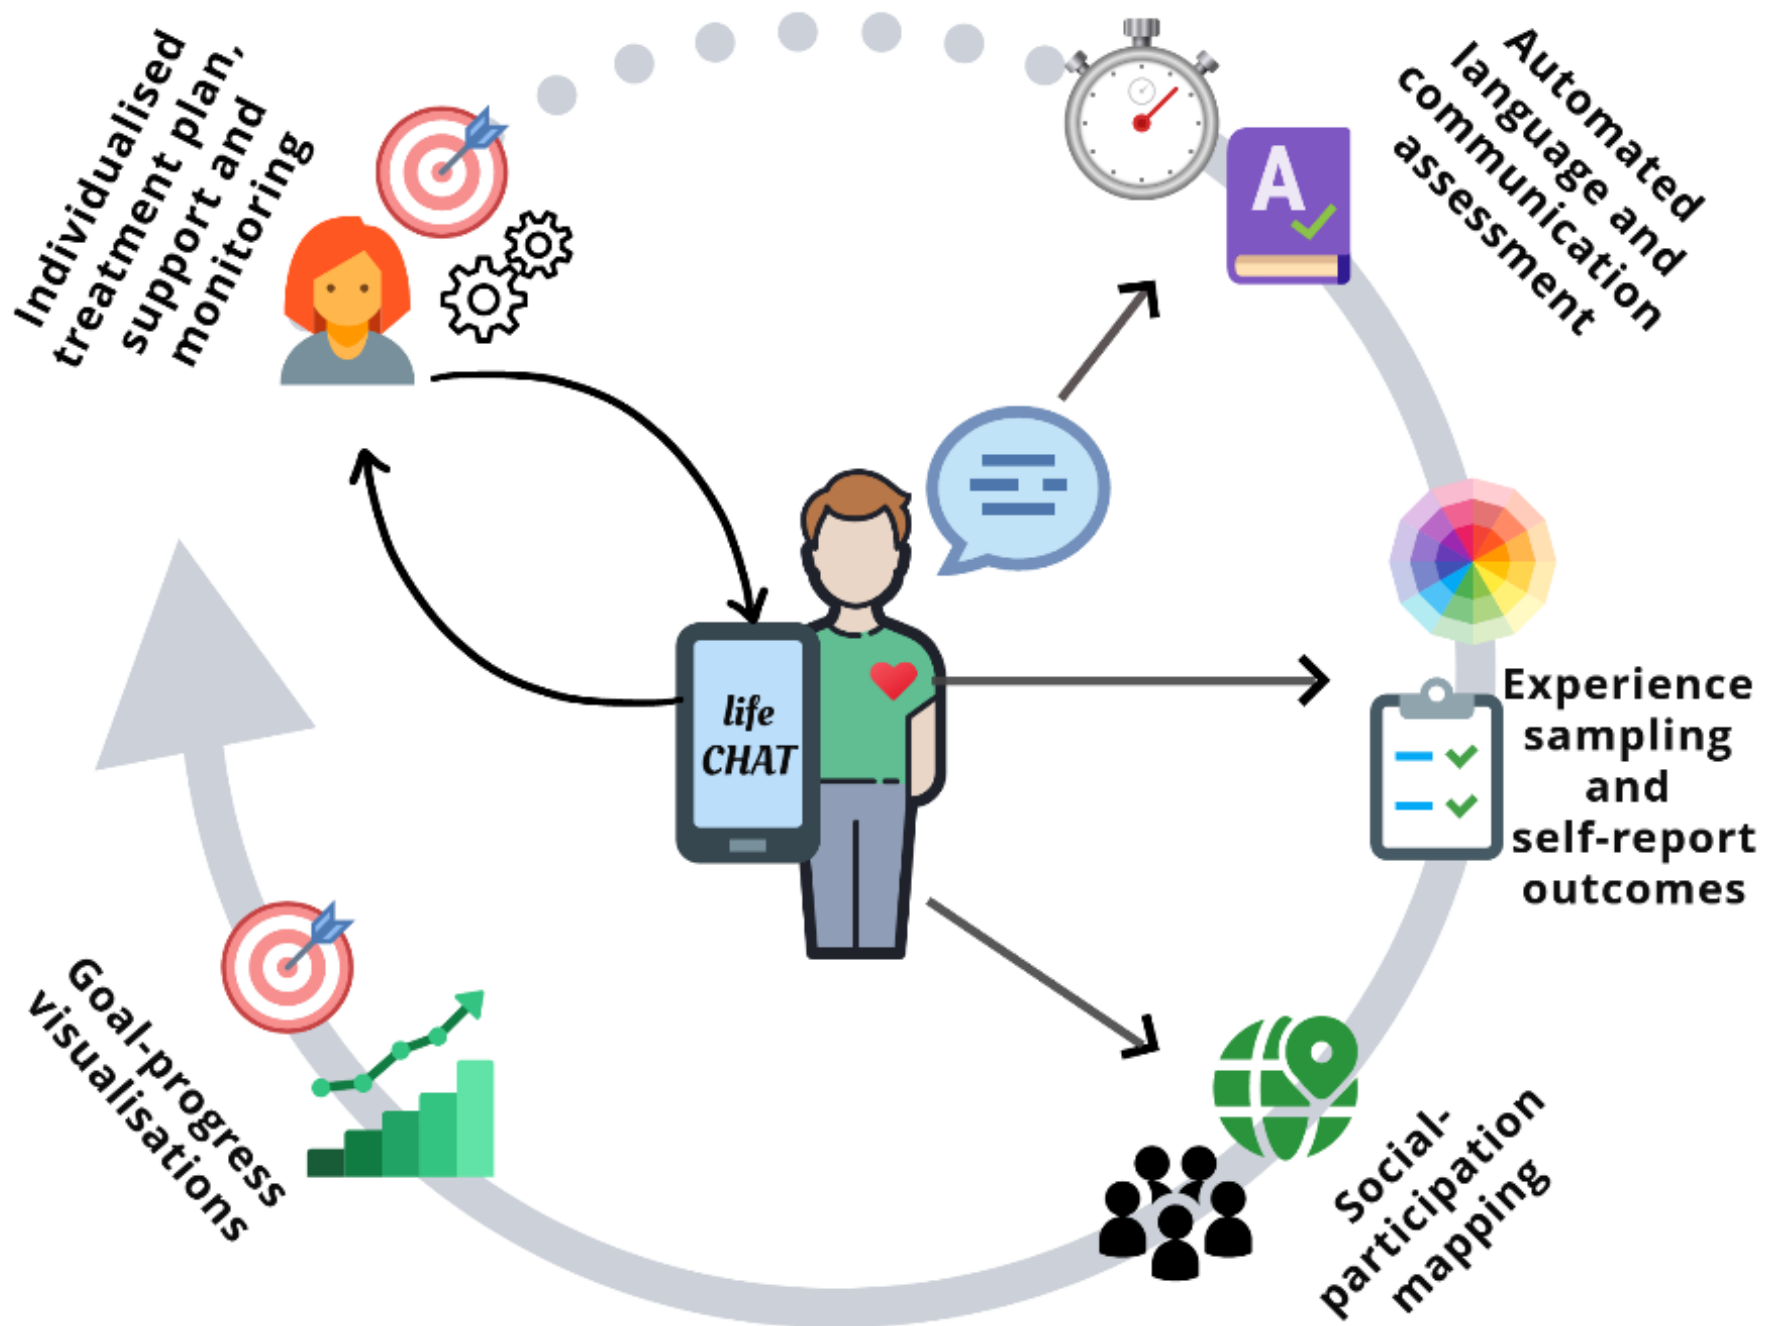 Individualised
treatment plan,
support and
monitoring
Automated
language and
communication
assessment
A
life
CHAT
Experience
sampling
and
self-report
outcomes
Goal-progress
visualisations
Social-
participation
mapping